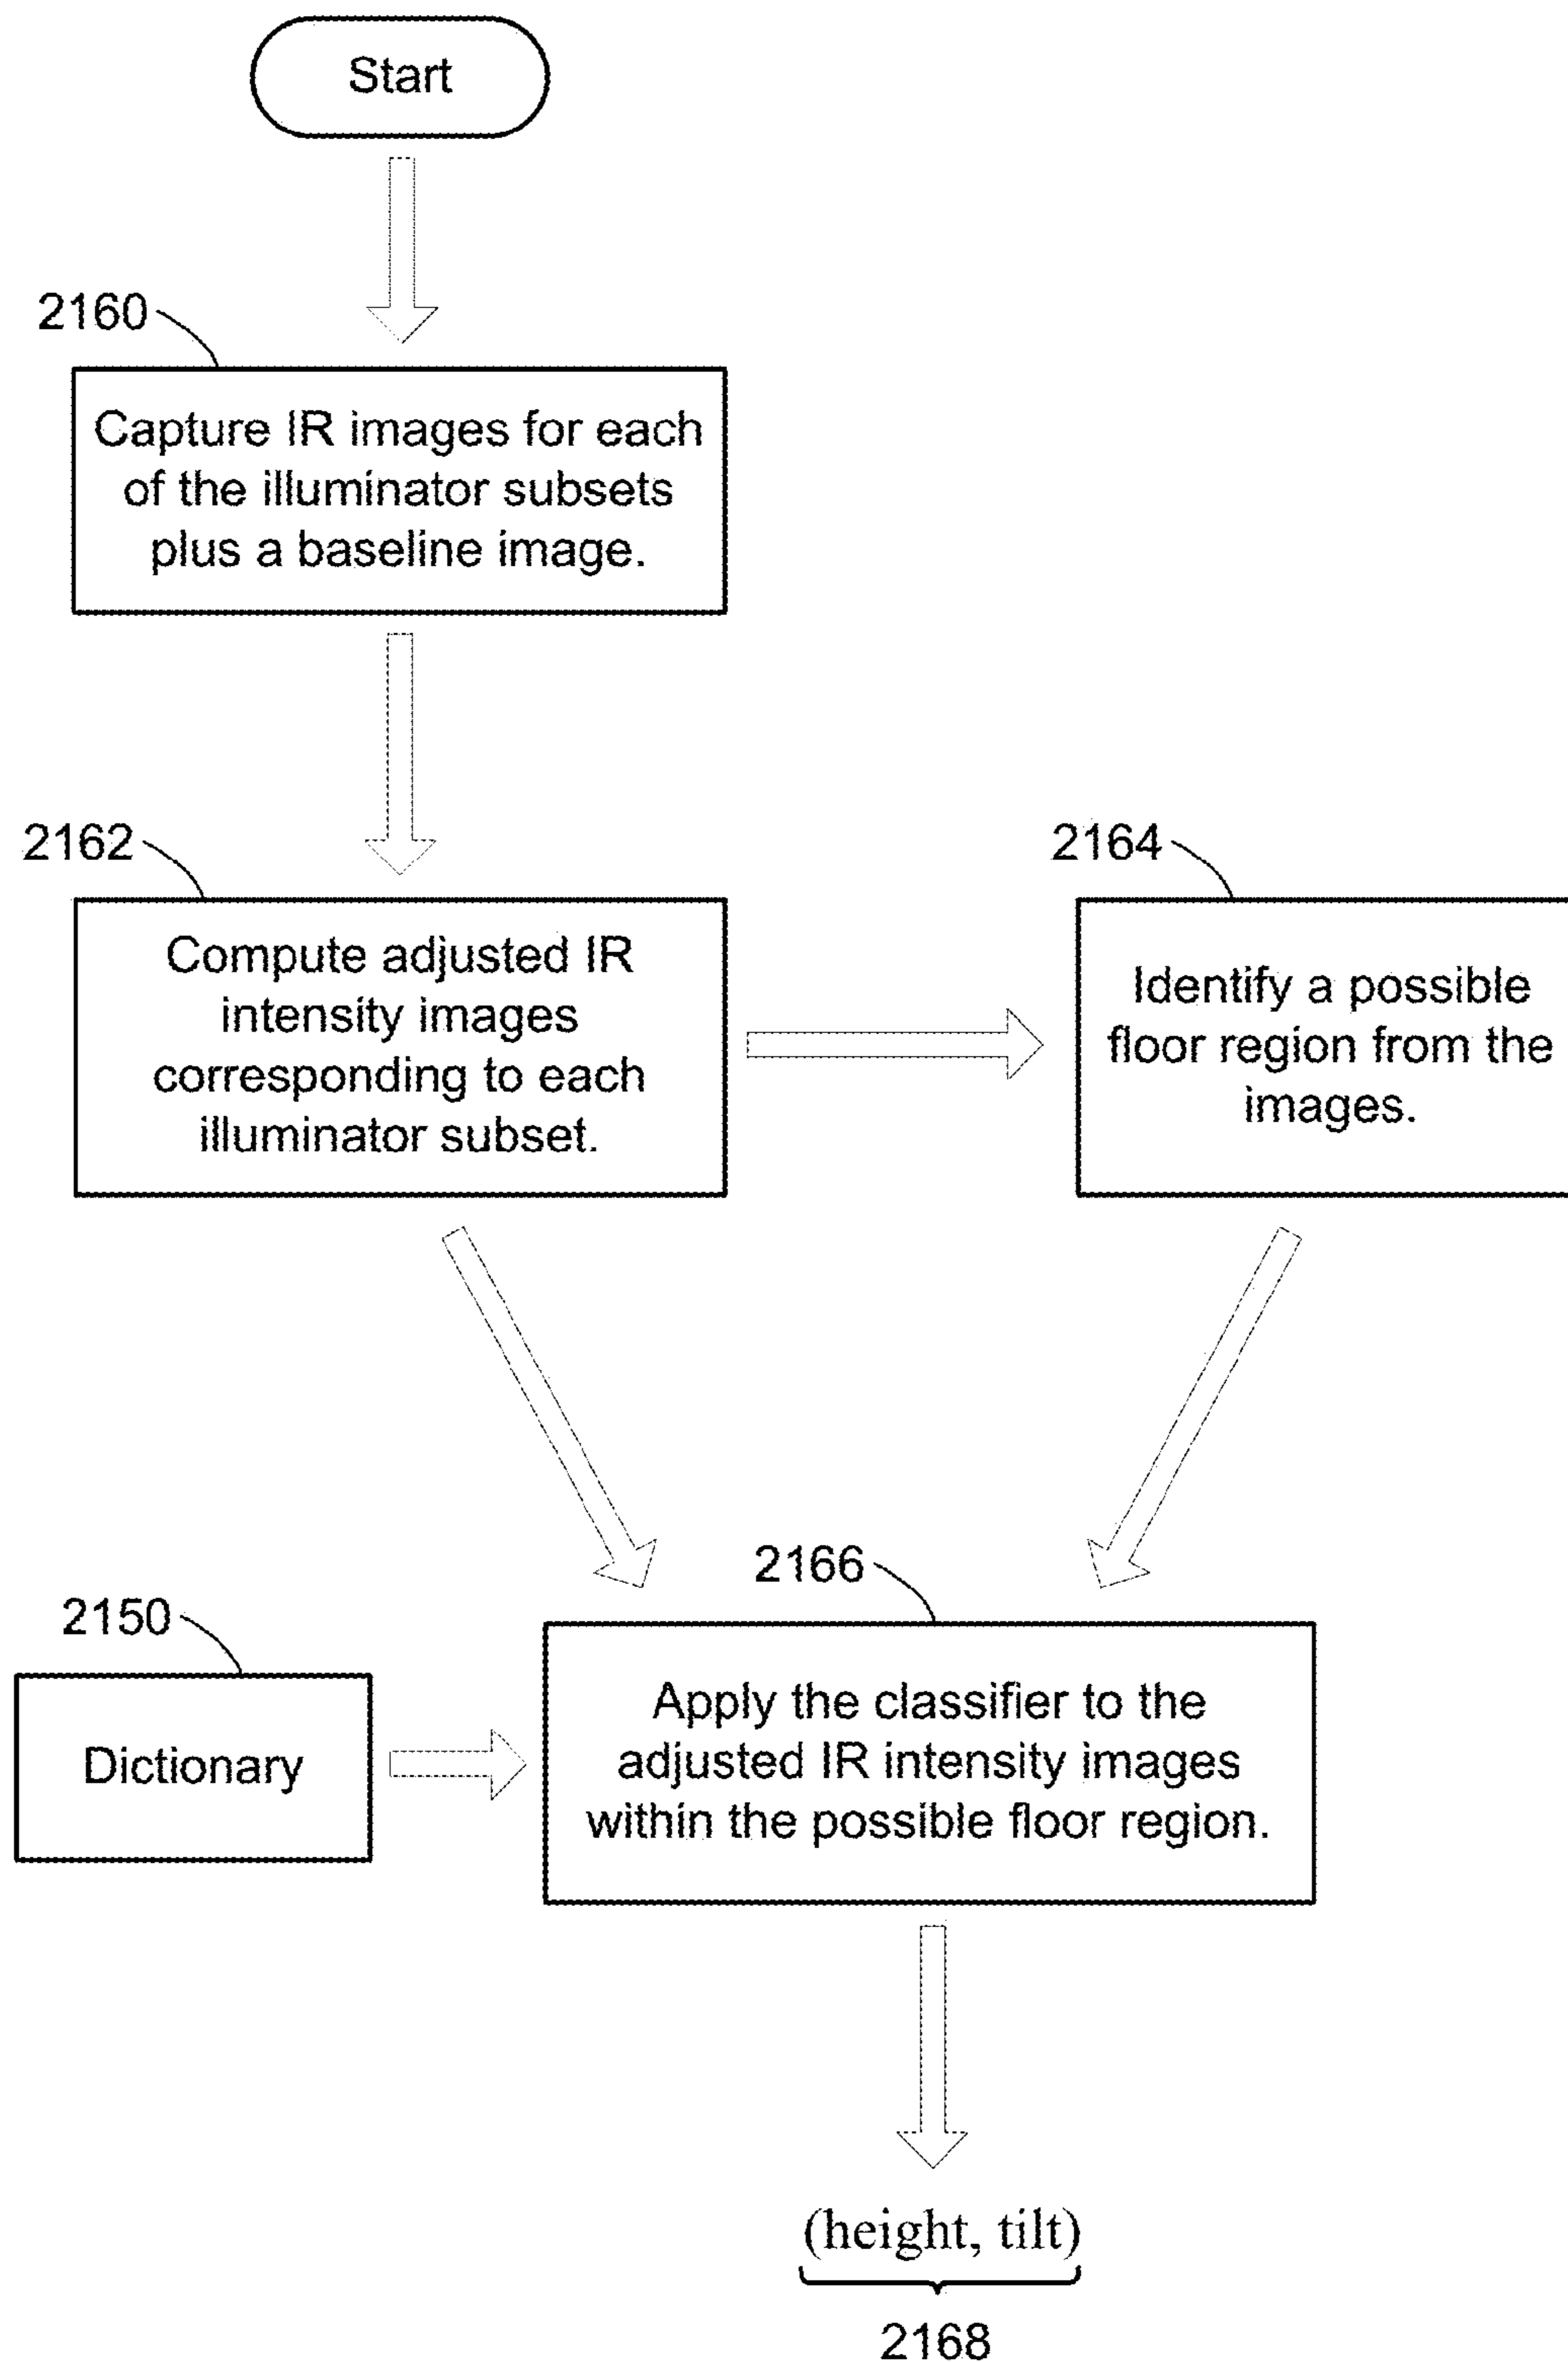 Start
2160
Capture IR images for each
of the illuminator subsets
plus a baseline image.
2162
Compute adjusted IR
intensity images
corresponding to each
illuminator subset.
2164
Identify a possible
floor region from the
images.
2150
Dictionary
2166
Apply the classifier to the
adjusted IR intensity images
within the possible floor region.
(height, tilt)
2168